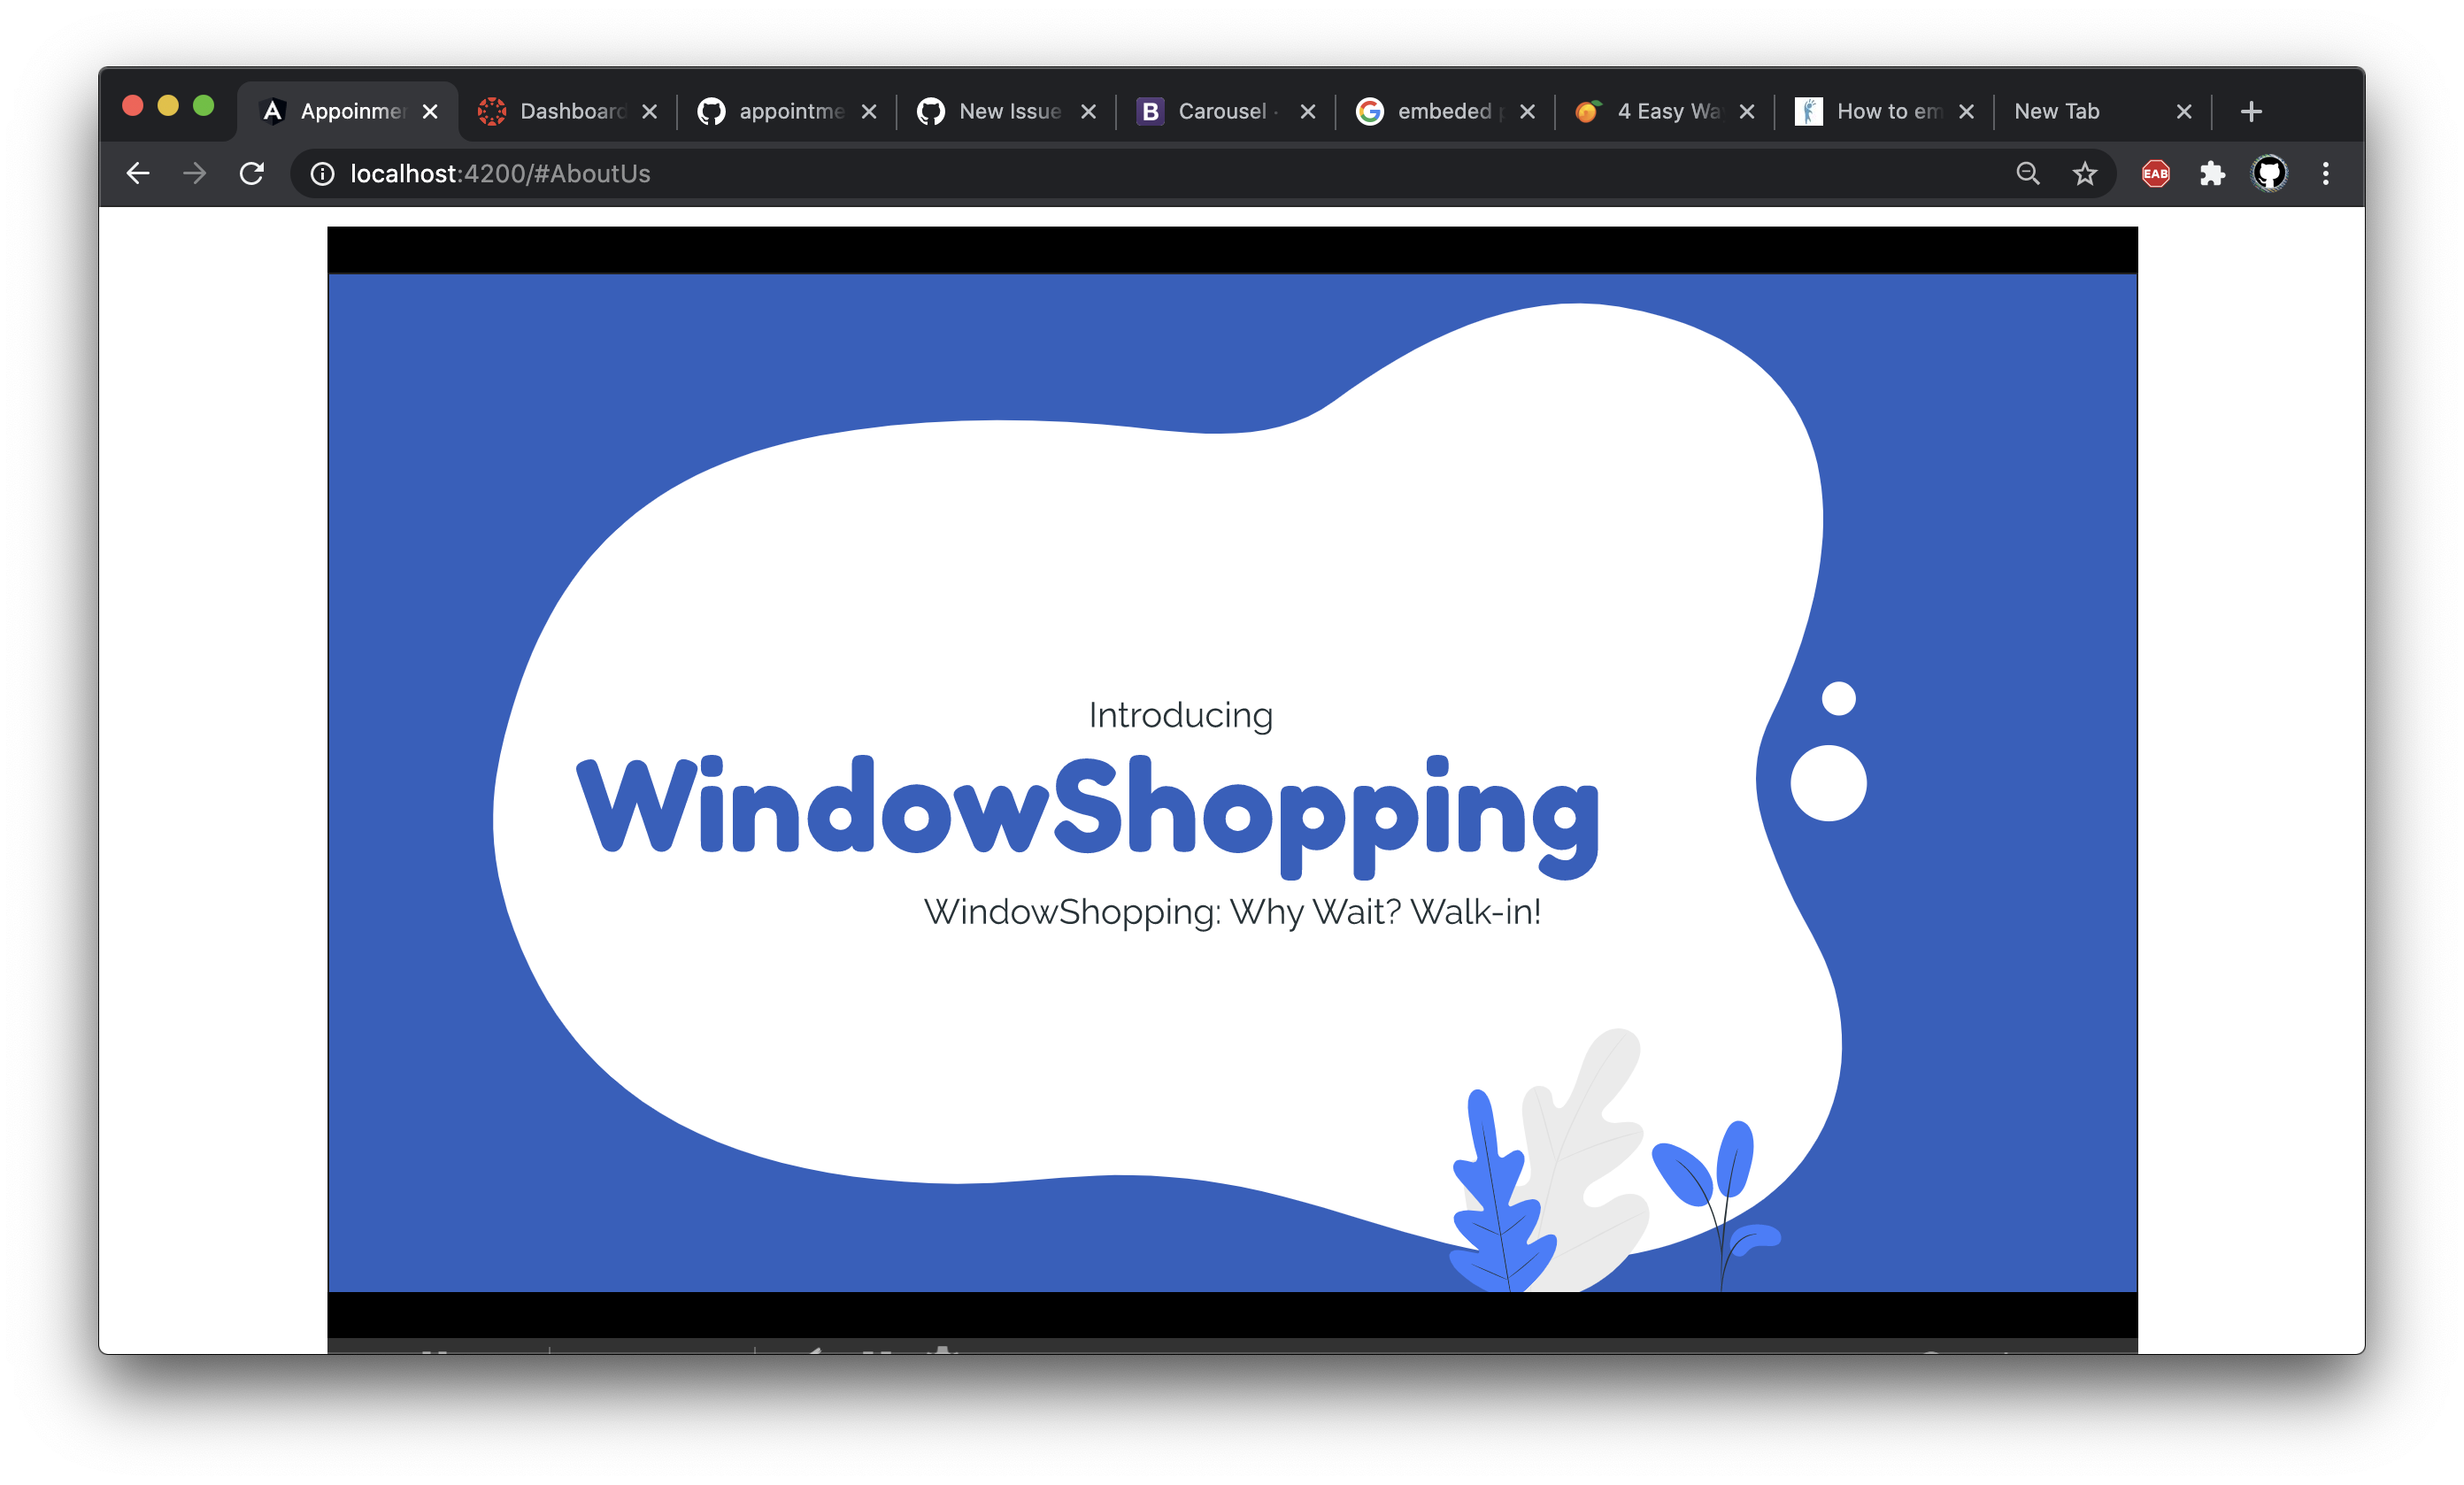 Appoinmer
Dashboard
appointme
New Issue
B
Carousel ·
embeded p
4 Easy Wa
How to em
New Tab
localhost:4200/#AboutUs
EAB
Introducing
WindowShopping
WindowShopping: Why Wait? Walk-in!